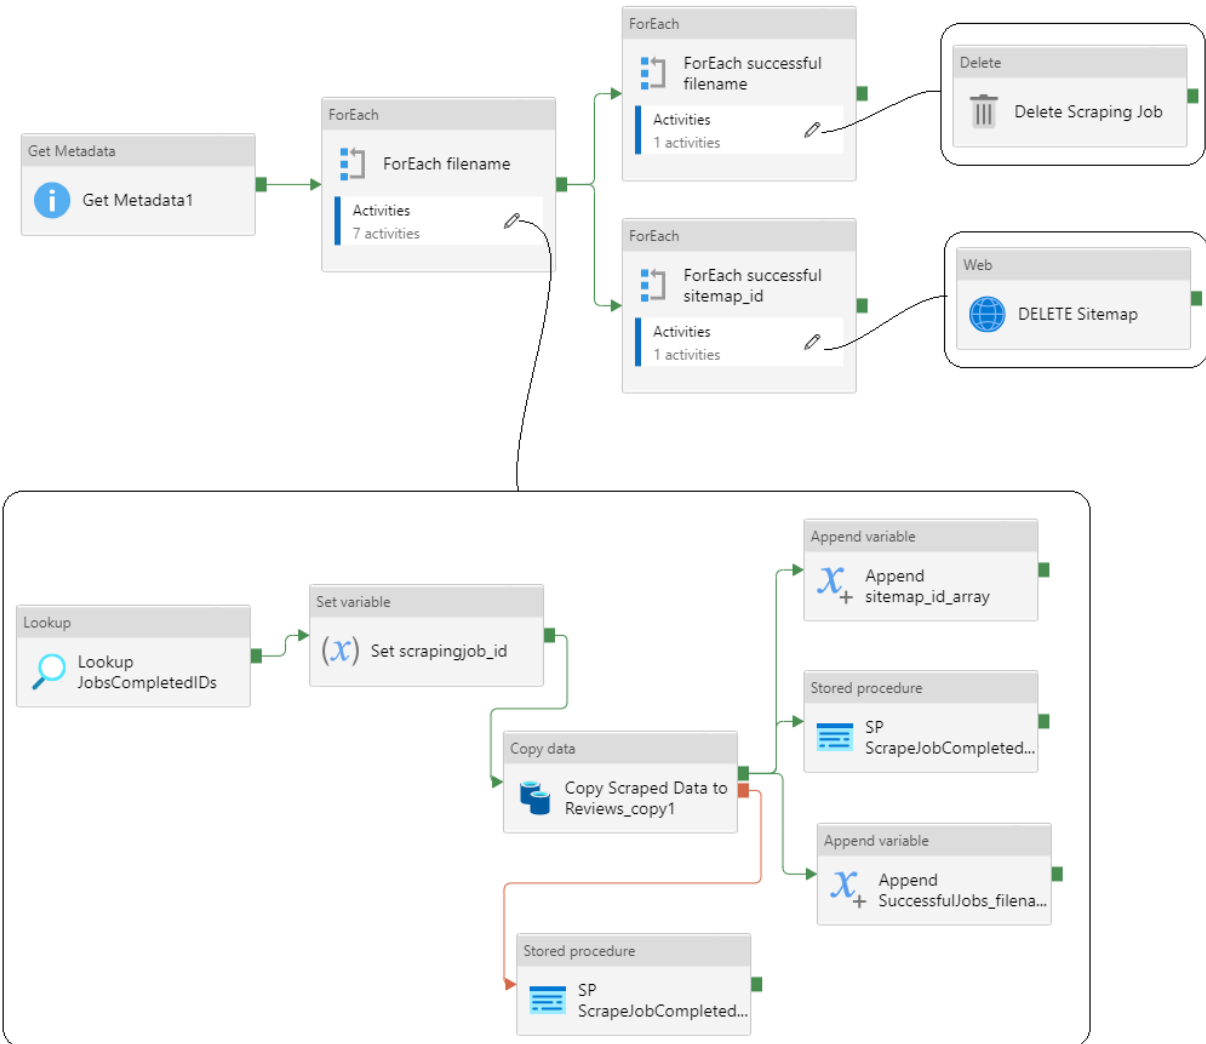 ForEach
ForEach successful
filename
Activities
1 activities
Delete
Delete Scraping Job
Get Metadata
Get Metadata1
ForEach
ForEach filename
Activities
7 activities
ForEach
ForEach successful
sitemap_id
Activities
1 activities
Web
DELETE Sitemap
Lookup
Lookup
JobsCompletedIDs
Set variable
(x) Set scrapingjob_id
Copy data
Copy Scraped Data to
Reviews_copy1
Append variable
x+ Append
sitemap_id_array
Stored procedure
SP
ScrapeJobCompleted...
Append variable
x+ Append
SuccessfulJobs_filena...
Stored procedure
SP
ScrapeJobCompleted...